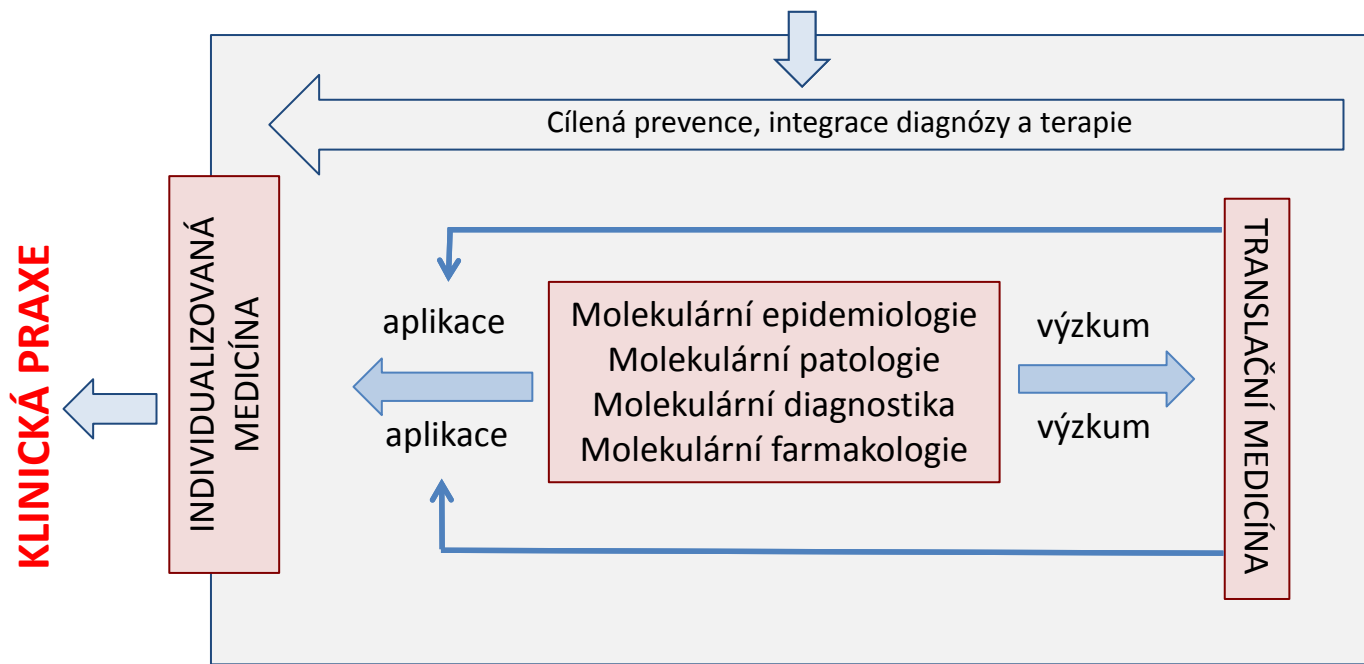 Cílená prevence, integrace diagnózy a terapie
KLINICKÁ PRAXE
INDIVIDUALIZOVANÁ
MEDICÍNA
aplikace
aplikace
Molekulární epidemiologie
Molekulární patologie
Molekulární diagnostika
Molekulární farmakologie
výzkum
výzkum
TRANSLAČNÍ MEDICÍNA